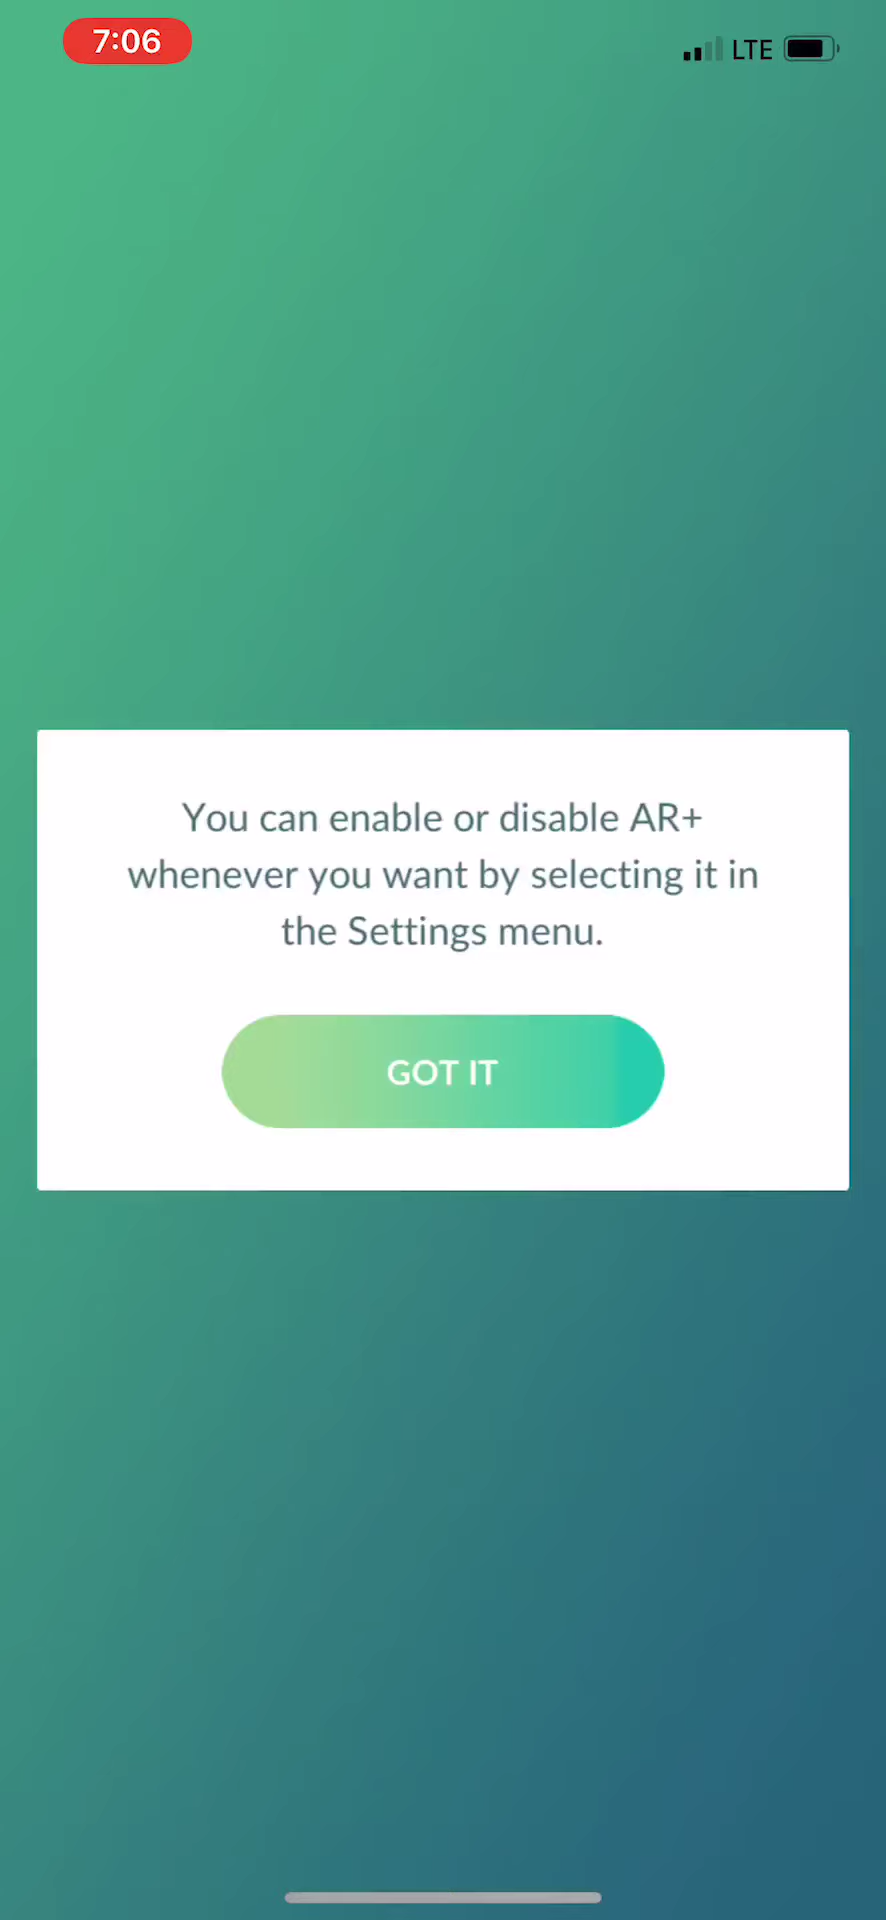 7:06
LTE
You can enable or disable AR+
whenever you want by selecting it in
the Settings menu.
GOT IT